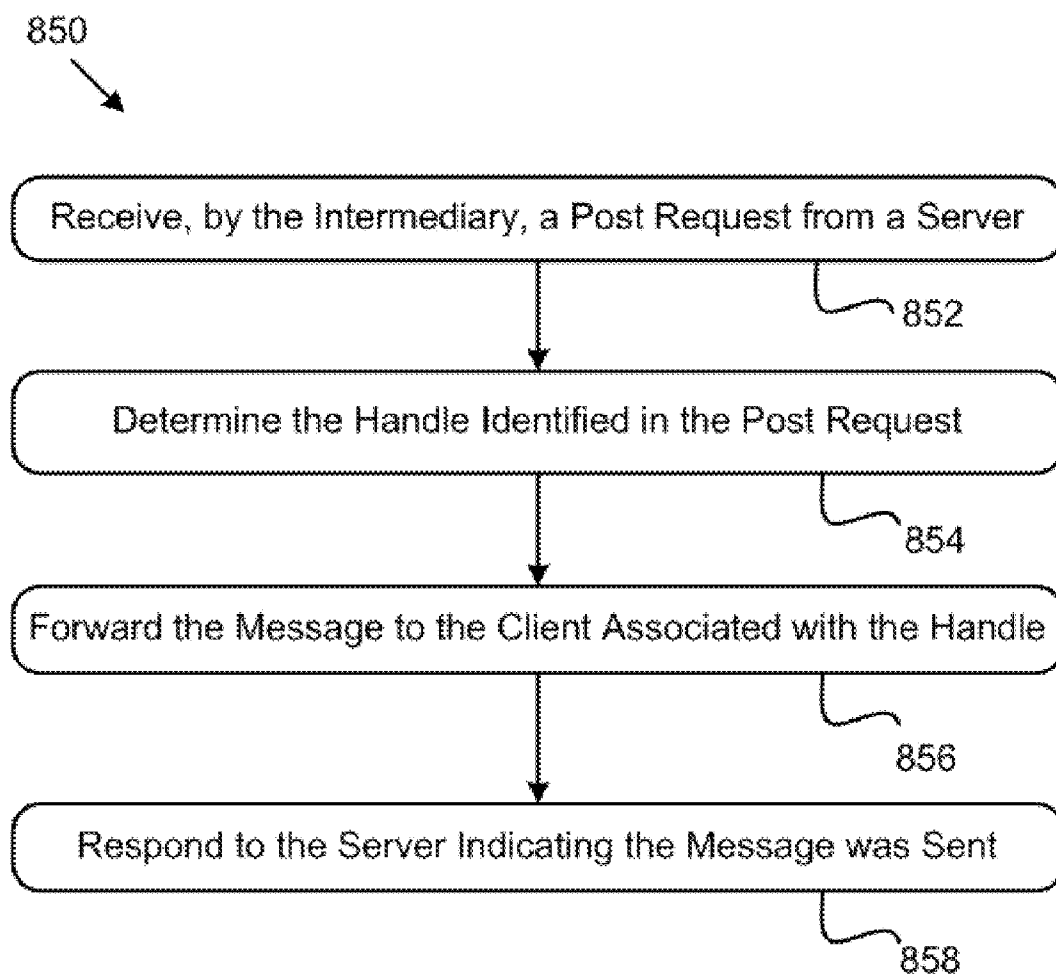 850
Receive, by the Intermediary, a Post Request from a Server
852
Determine the Handle Identified in the Post Request
854
Forward the Message to the Client Associated with the Handle
856
Respond to the Server Indicating the Message was Sent
858